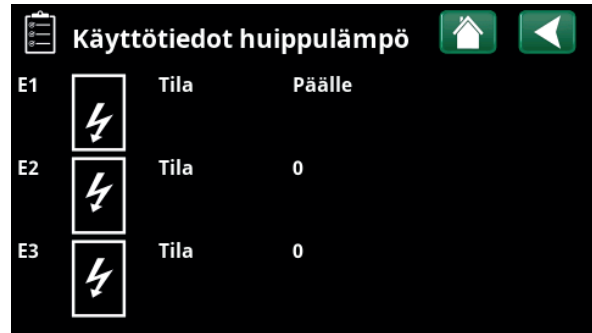 Käyttötiedot huippulämpö
E1 Tila Päälle
E2 Tila 0
E3 Tila 0